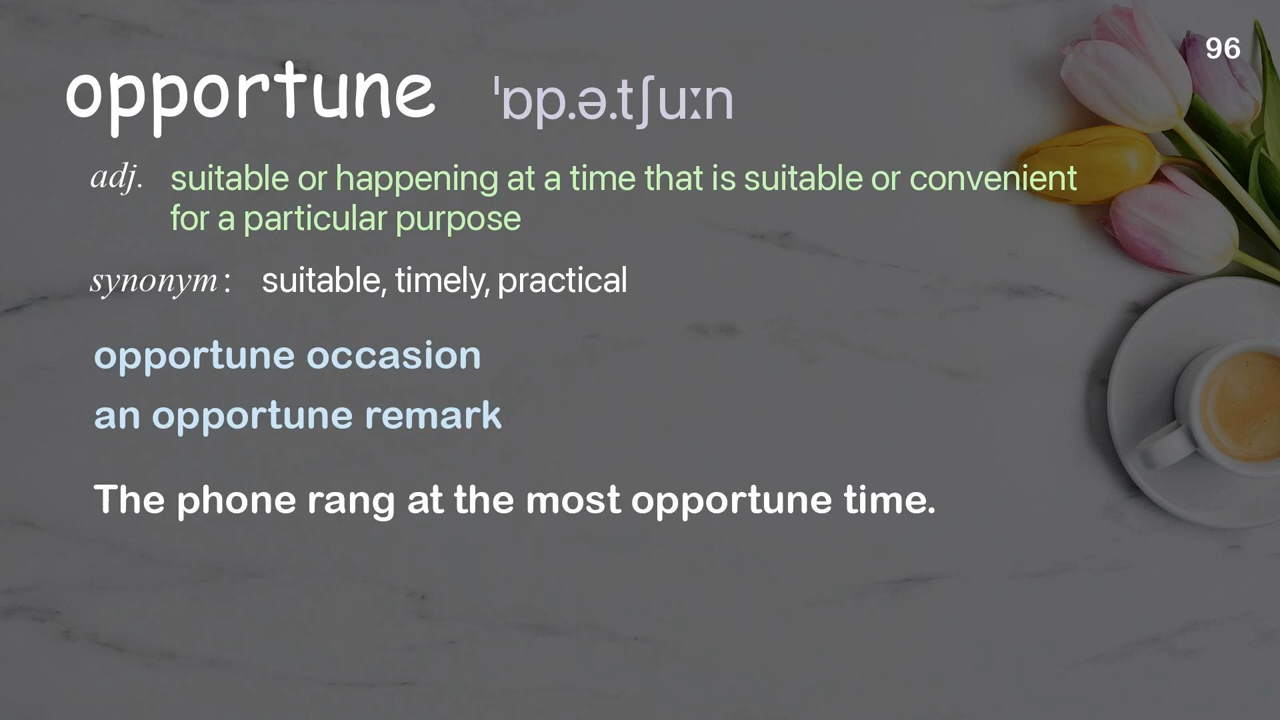 96
opportune ˈɒp.ə.tʃuːn
adj. suitable or happening at a time that is suitable or convenient
for a particular purpose
synonym: suitable, timely, practical
opportune occasion
an opportune remark
The phone rang at the most opportune time.